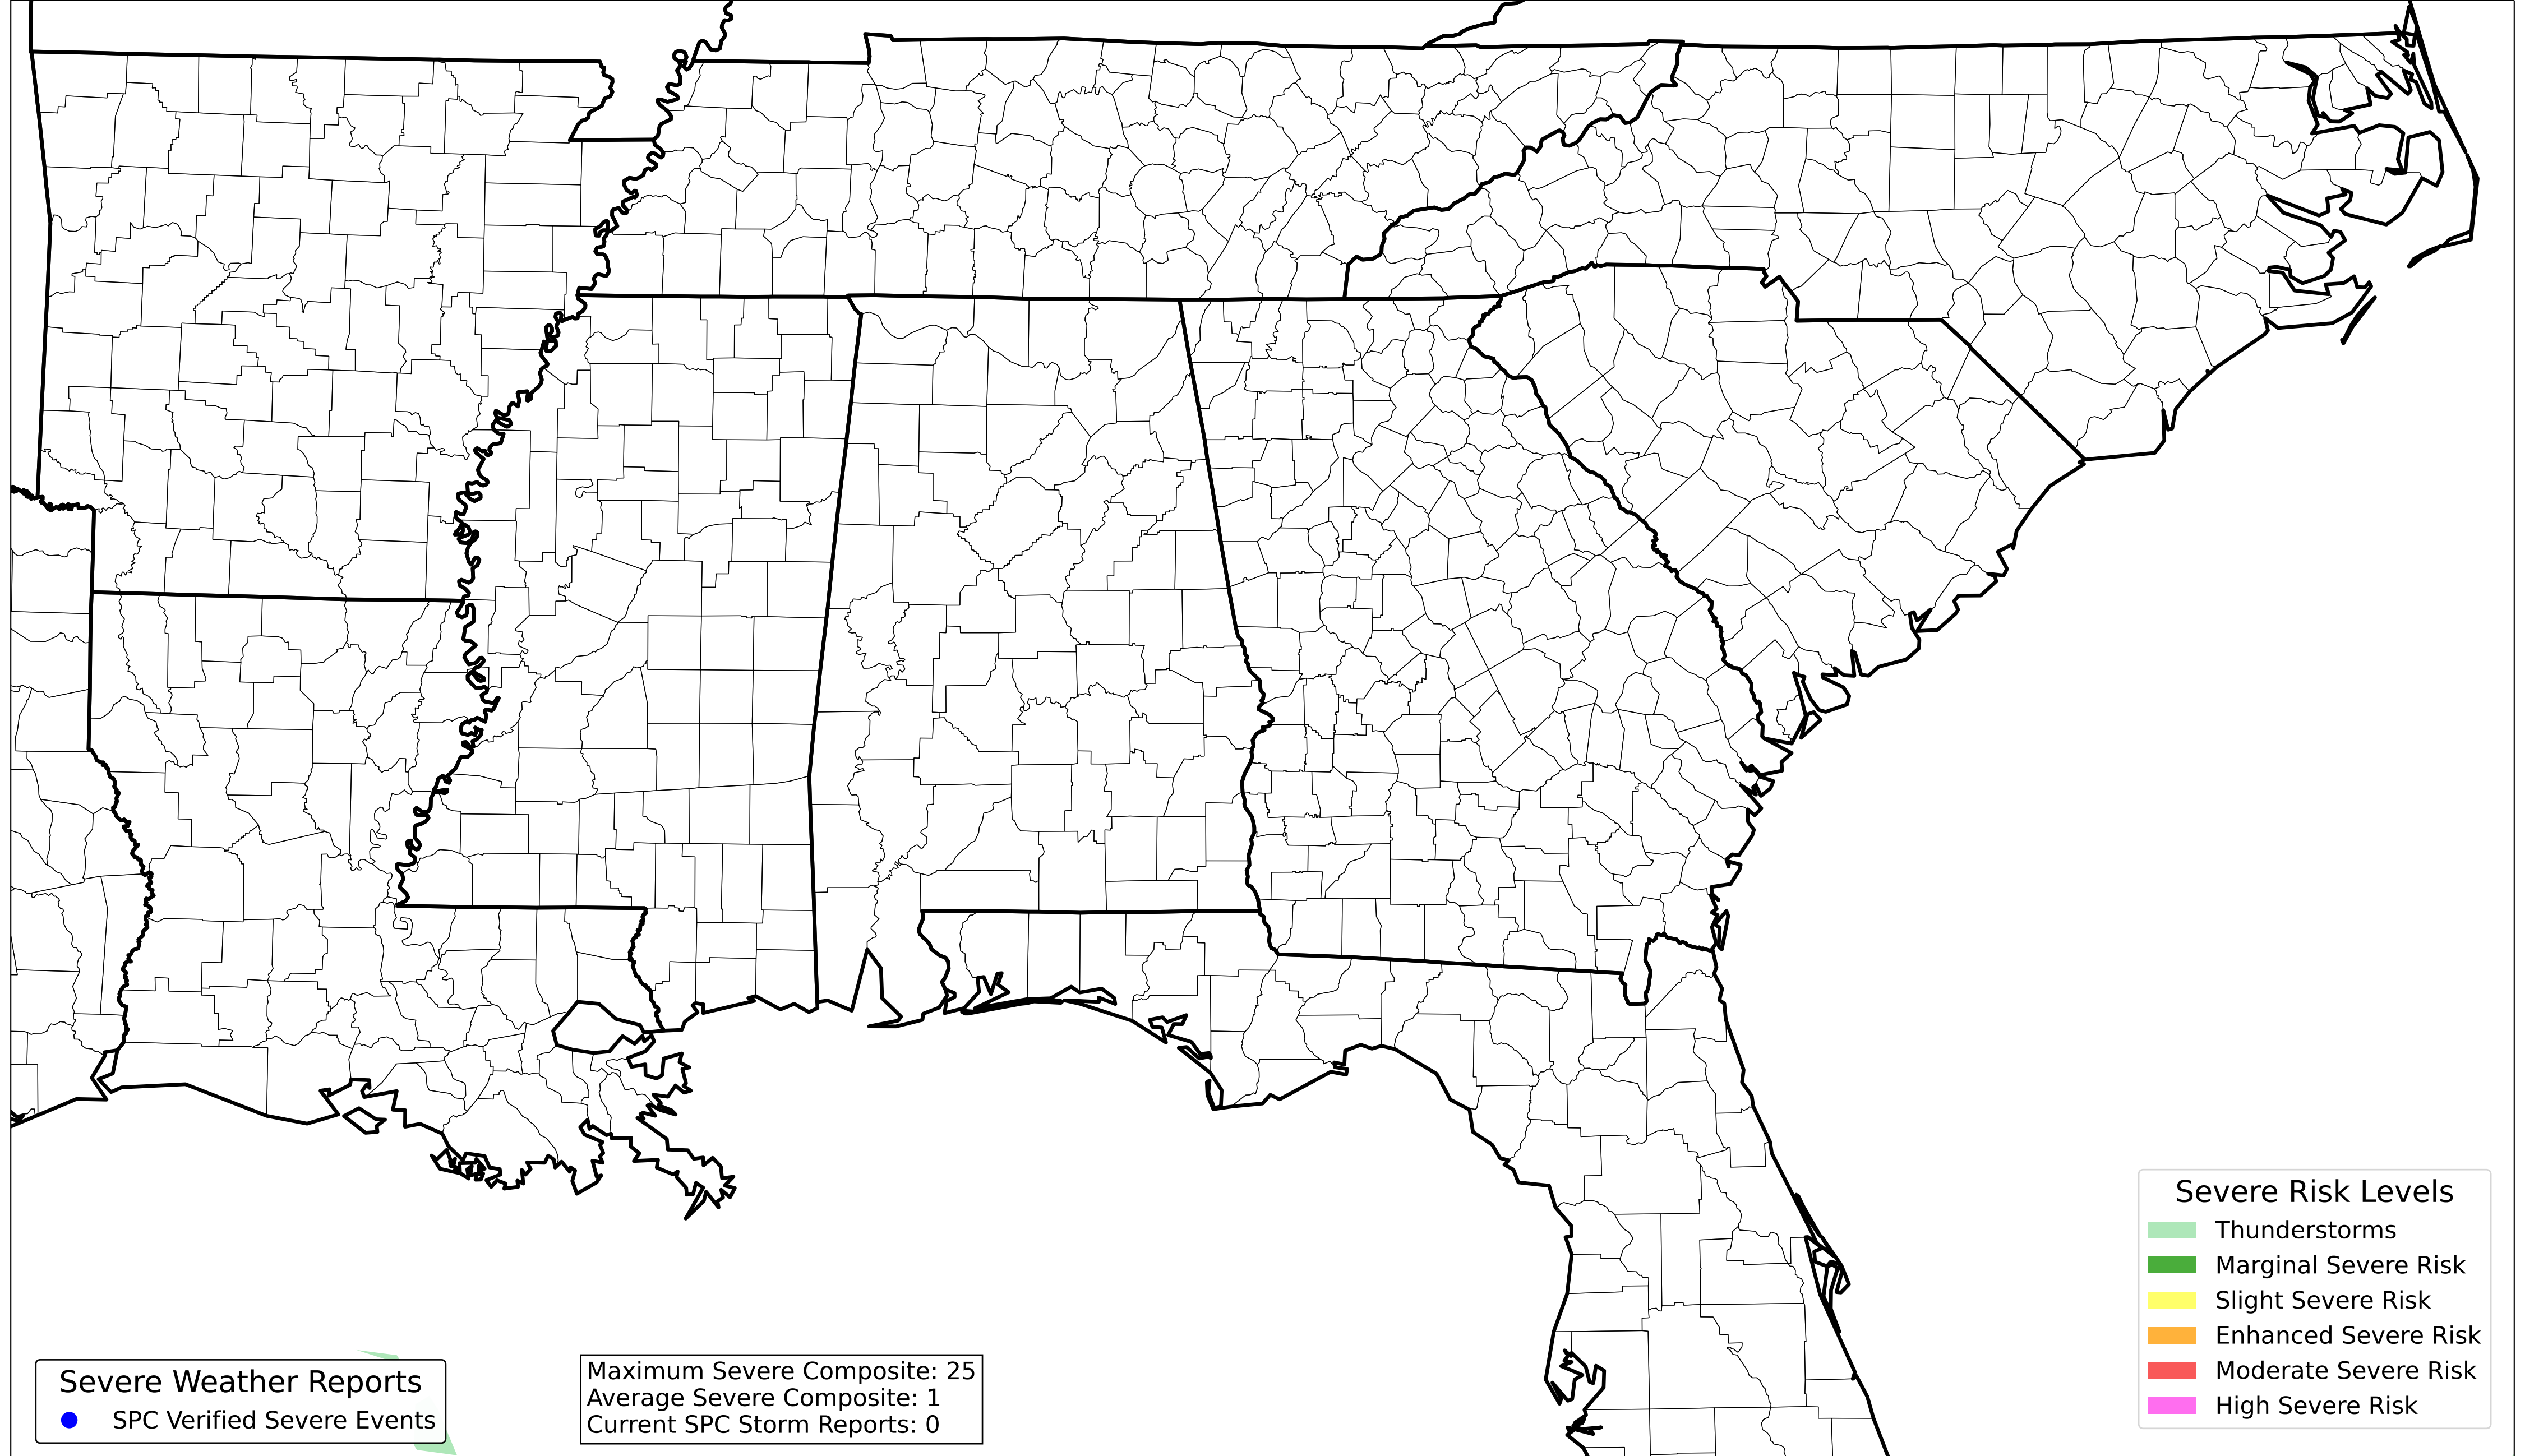 Severe Weather Reports
SPC Verified Severe Events
Maximum Severe Composite: 25
Average Severe Composite: 1
Current SPC Storm Reports: 0
Severe Risk Levels
Thunderstorms
Marginal Severe Risk
Slight Severe Risk
Enhanced Severe Risk
Moderate Severe Risk
High Severe Risk